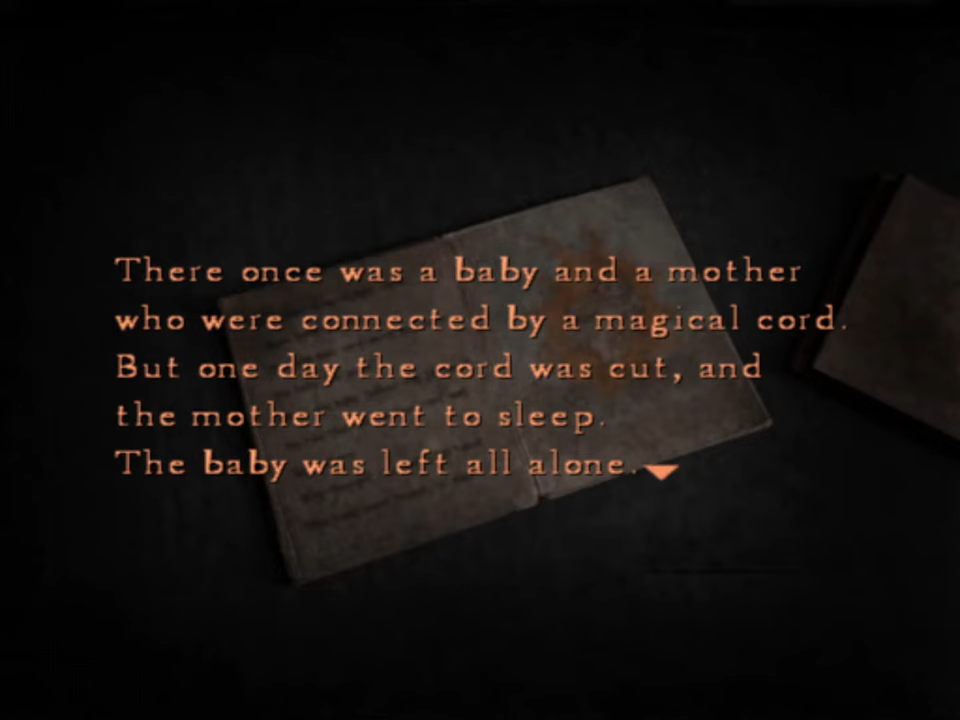 There once was a baby and a mother
who were connected by a magical cord.
But one day the cord was cut, and
the mother went to sleep.
The baby was left all alone.